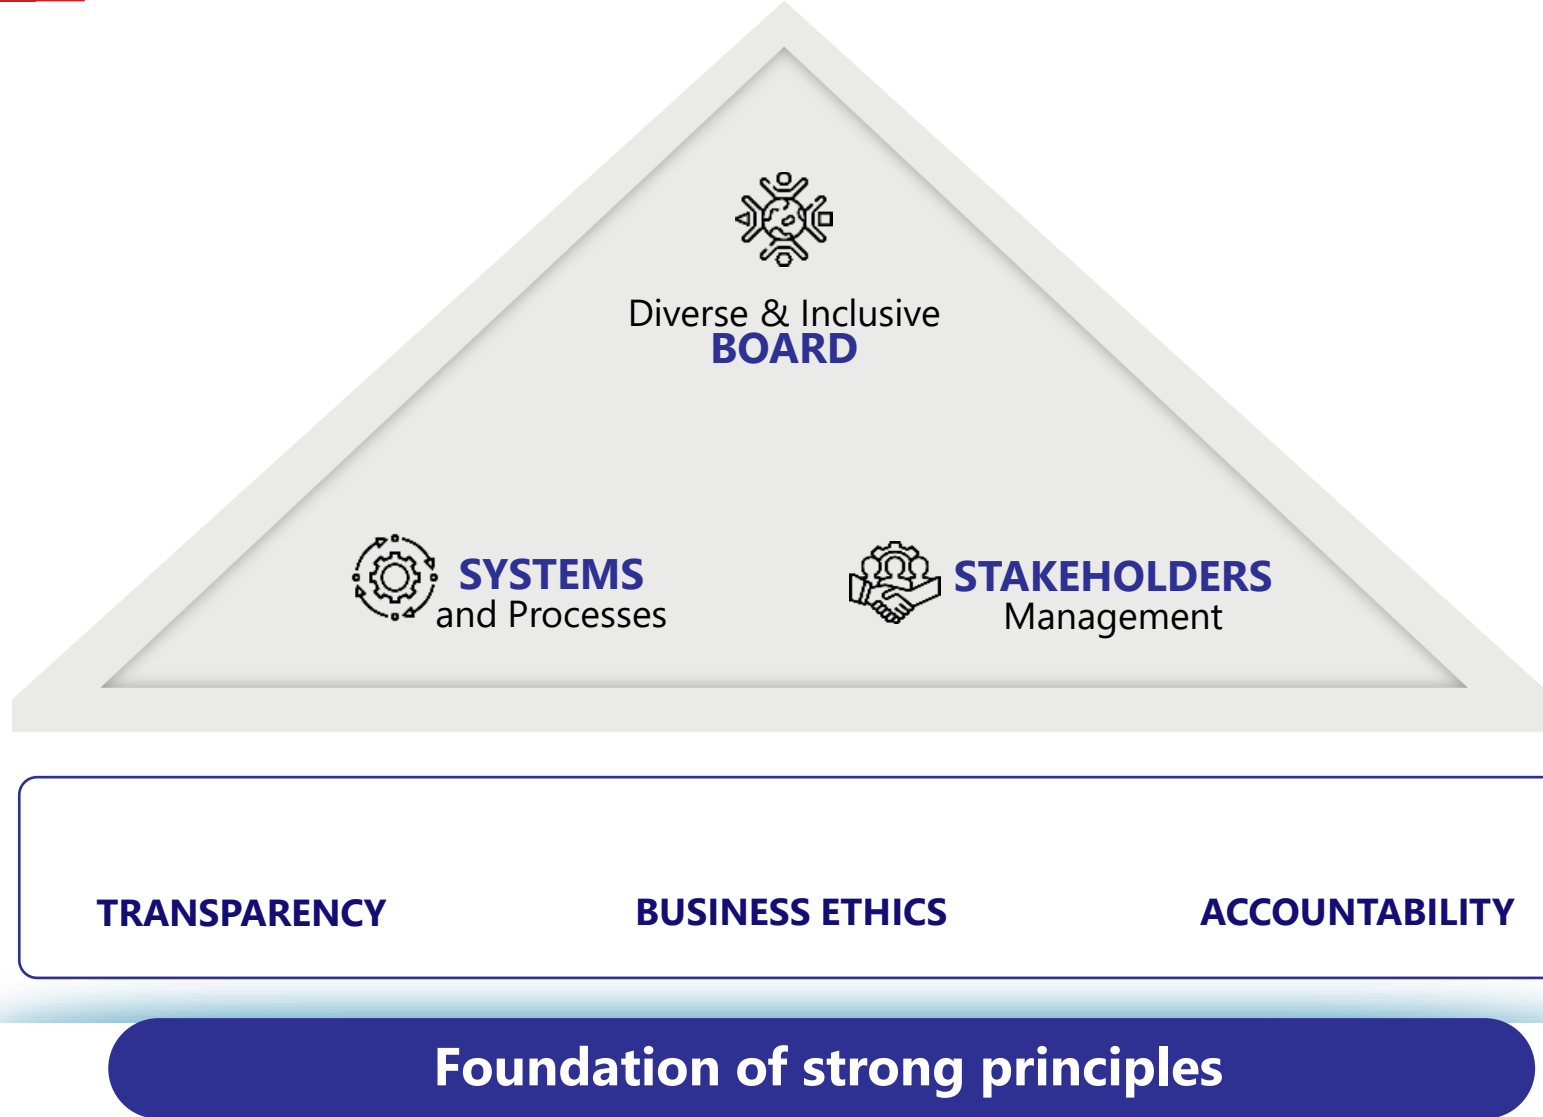 Diverse & Inclusive
BOARD
SYSTEMS
and Processes
STAKEHOLDERS
Management
TRANSPARENCY
BUSINESS ETHICS
ACCOUNTABILITY
Foundation of strong principles